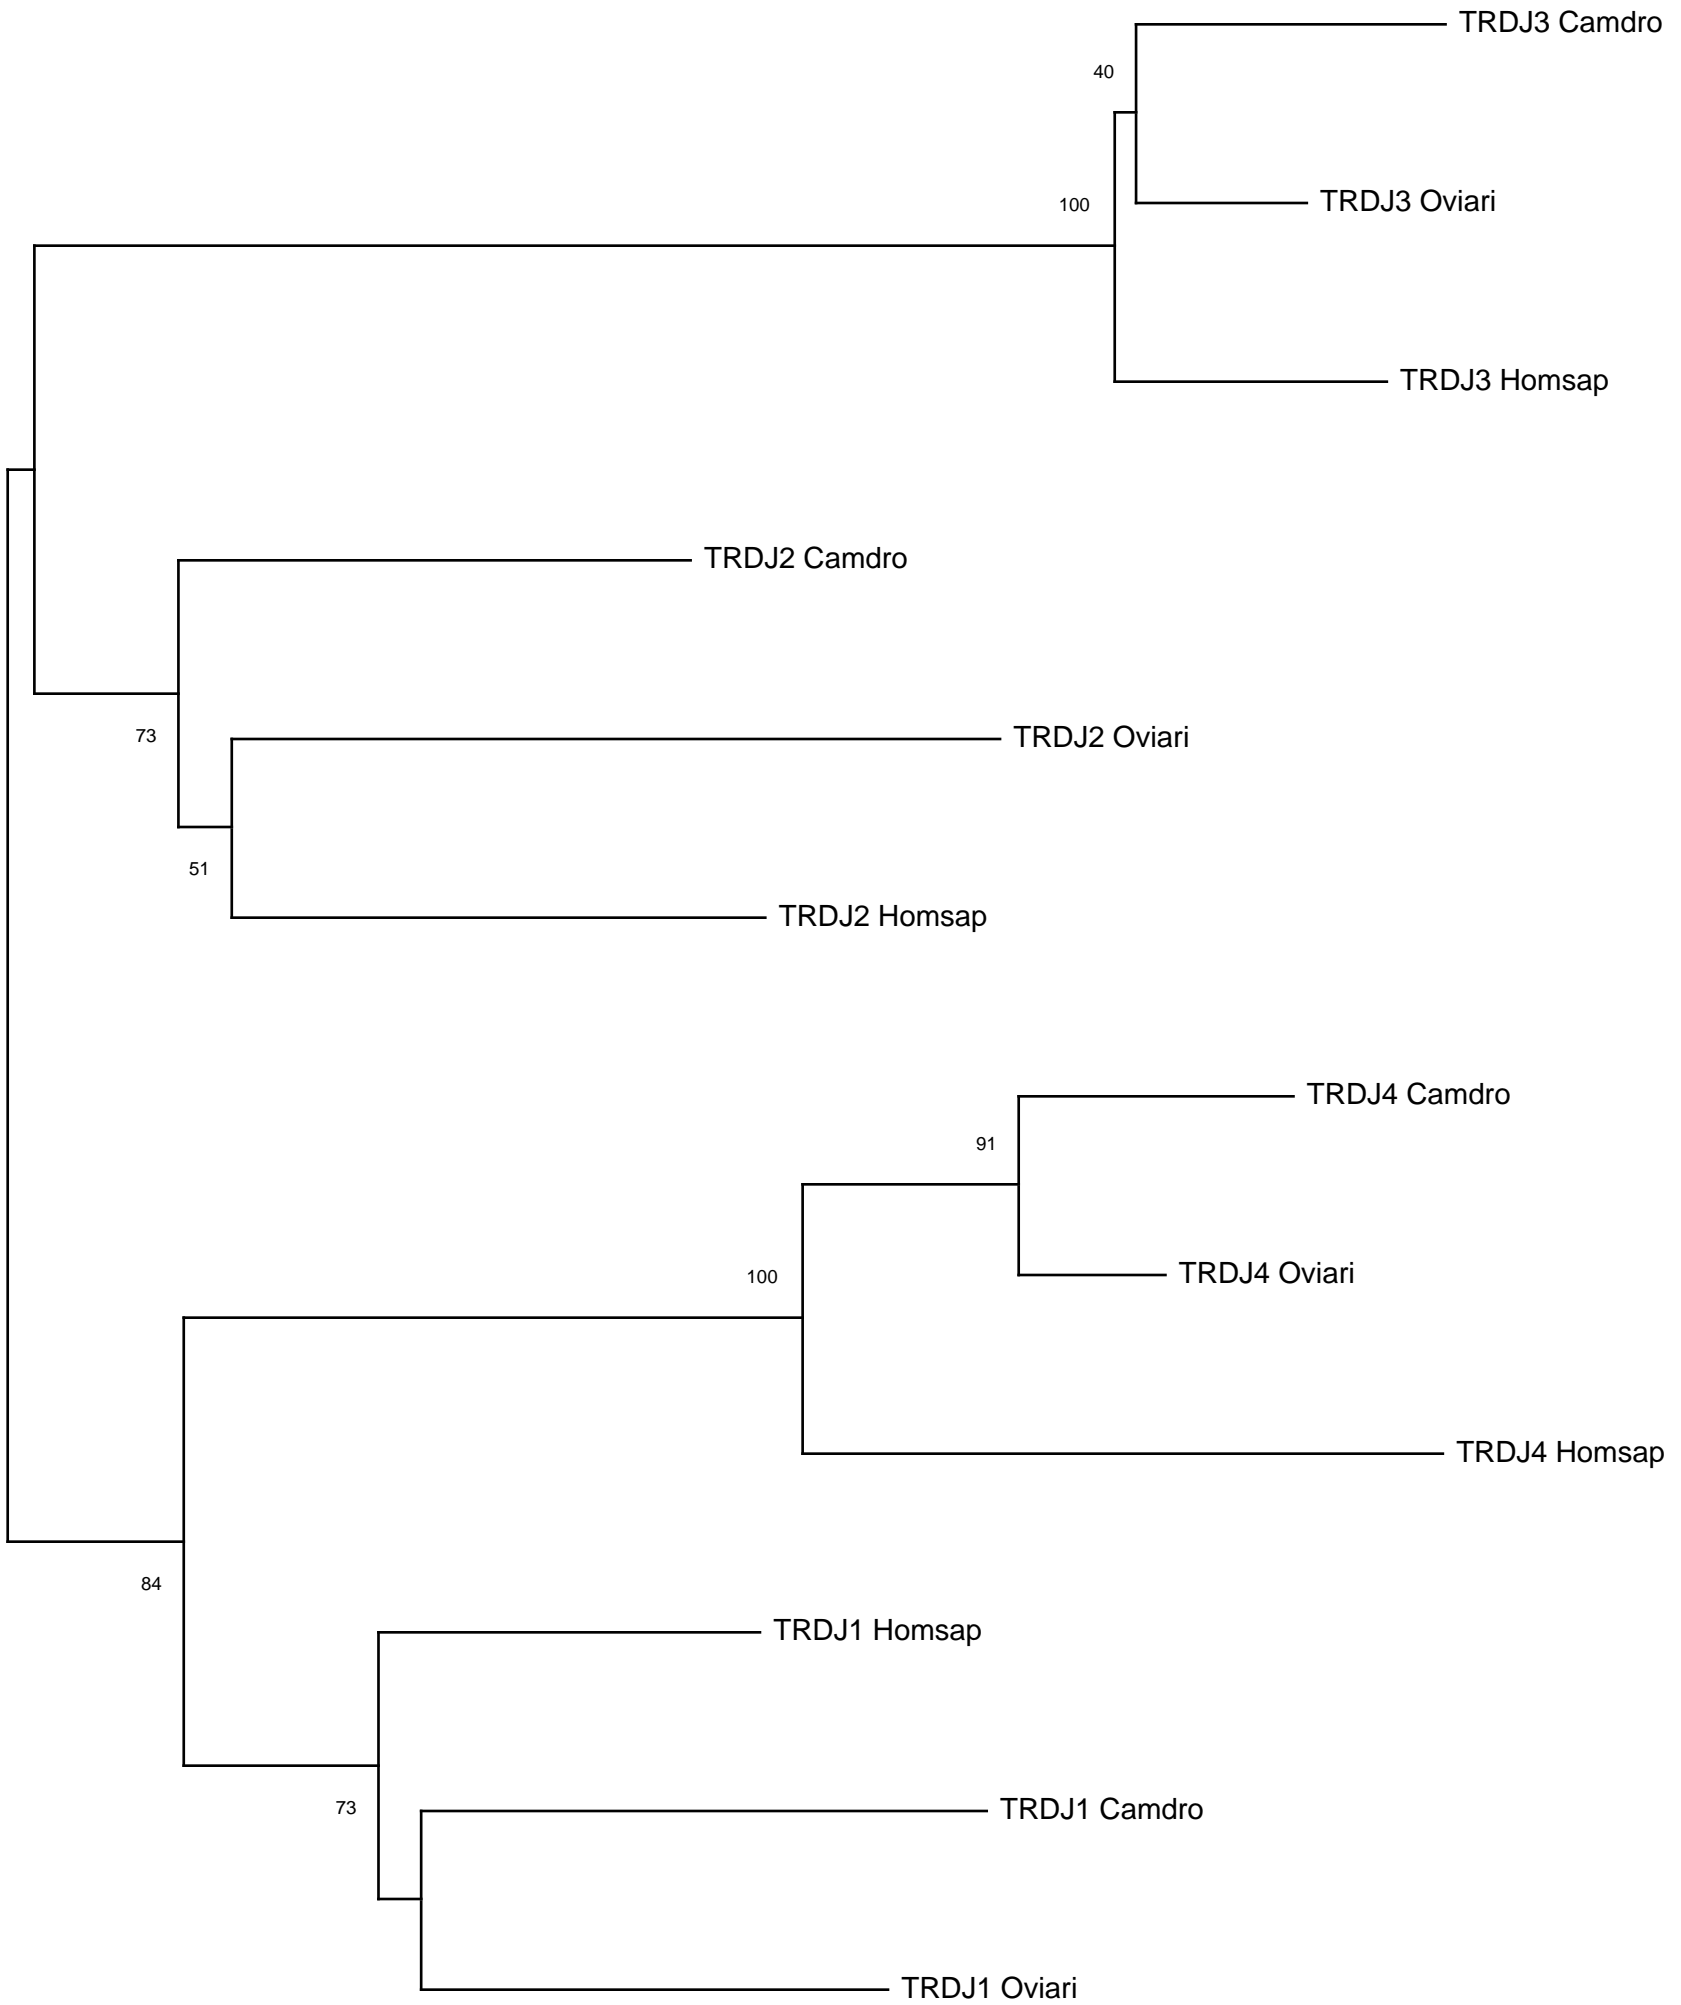 TRDJ3 Camdro
40
TRDJ3 Oviari
100
TRDJ3 Homsap
TRDJ2 Camdro
73
TRDJ2 Oviari
51
TRDJ2 Homsap
TRDJ4 Camdro
91
TRDJ4 Oviari
100
TRDJ4 Homsap
84
TRDJ1 Homsap
73
TRDJ1 Camdro
TRDJ1 Oviari